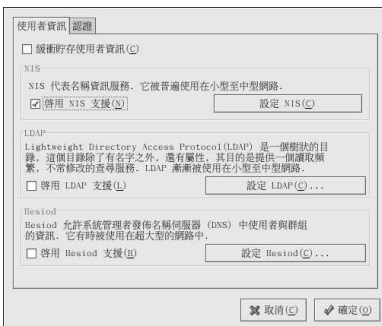 使用者資訊 認證
緩衝貯存使用者資訊(C)
NIS
NIS 代表名稱資訊服務. 它被普遍使用在小型至中型網路.
啓用 NIS 支援(N) 設定 NIS(C)
LDAP
Lightweight Directory Access Protocol(LDAP) 是一個樹狀的目
錄, 這個目錄除了有名字之外, 還有屬性, 其目的是提供一個讀取頻
繁, 不常修改的查尋服務. LDAP 漸漸被使用在小型至中型網路.
啓用 LDAP 支援(L) 設定 LDAP(C)...
Hesiod
Hesiod 允許系統管理者發佈名稱伺服器 (DNS) 中使用者與群組
的資訊. 它有時被使用在超大型的網路中.
啓用 Hesiod 支援(H) 設定 Hesiod(C)...
取消(C) 確定(O)